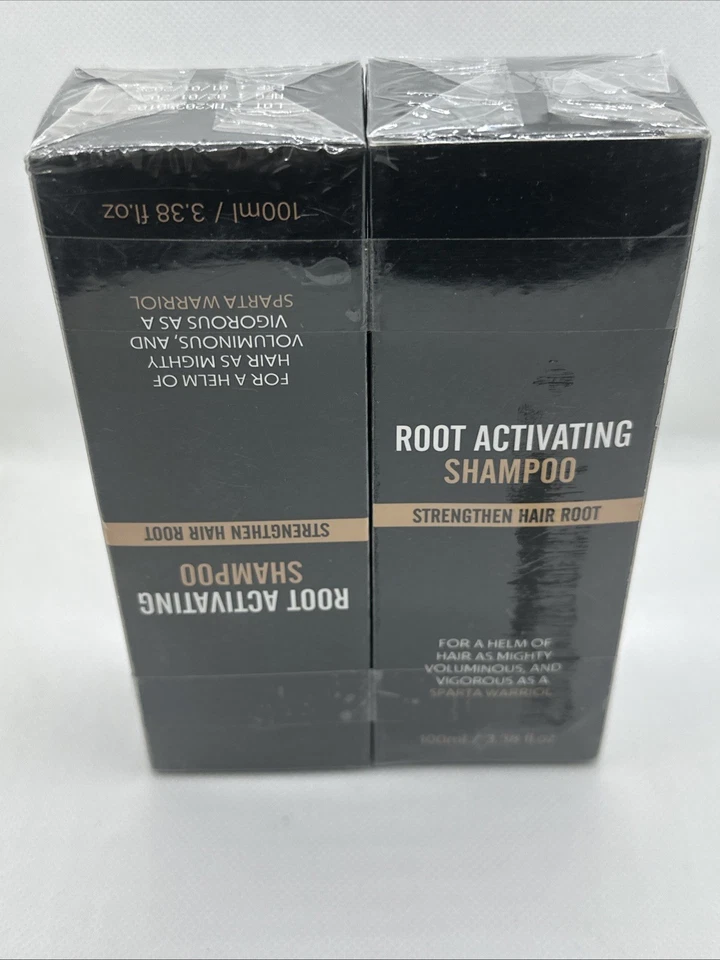 100ml / 3.38 fl.oz
FOR A HELM OF
HAIR AS MIGHTY
VOLUMINOUS, AND
VIGOROUS AS A
SPARTA WARRIOL
STRENGTHEN HAIR ROOT
ROOT ACTIVATING
SHAMPOO
ROOT ACTIVATING
SHAMPOO
STRENGTHEN HAIR ROOT
FOR A HELM OF
HAIR AS MIGHTY
VOLUMINOUS, AND
VIGOROUS AS A
SPARTA WARRIOL
100ml / 3.38 fl.oz